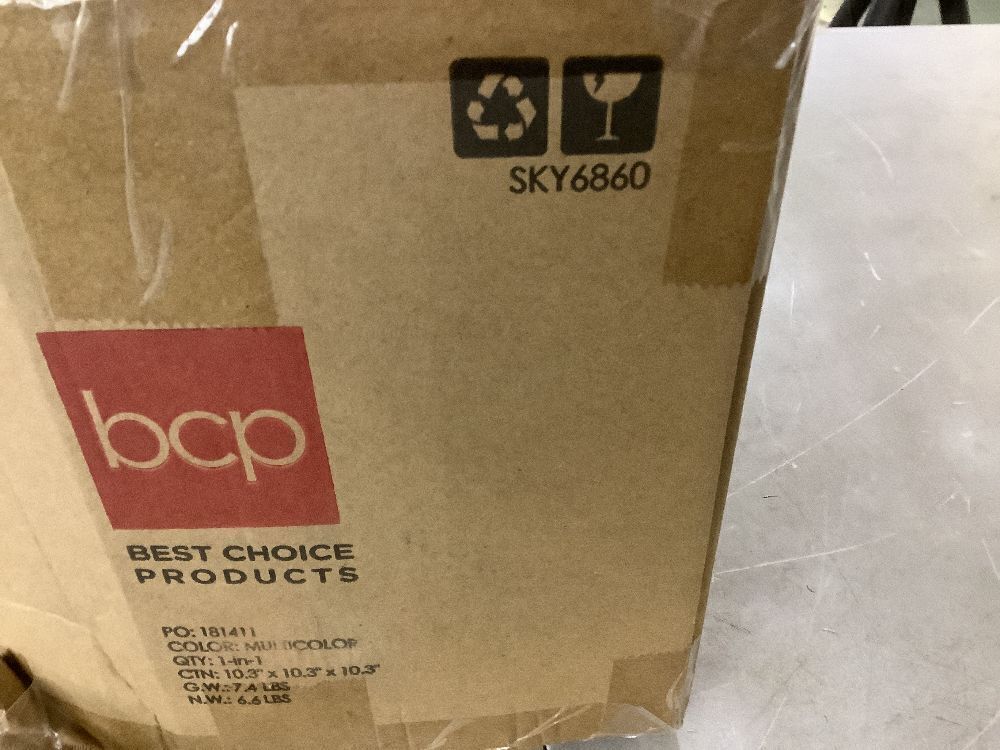 SKY6860
bcp
BEST CHOICE
PRODUCTS
PO: 181411
COLOR: MULTICOLOR
QTY: 1-in-1
CTN: 10.3" x 10.3" x 10.3"
G.W.: 7.4 LBS
N.W.: 6.6 LBS